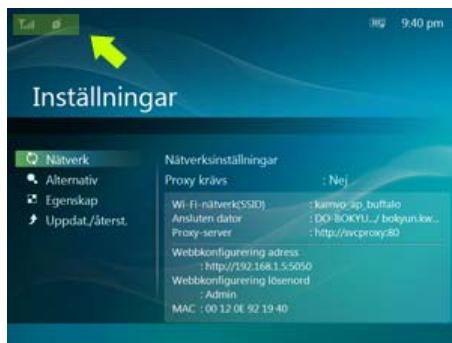 9:40 pm
Inställningar
Nätverk
Alternativ
Egenskap
Uppdat./återst.
Nätverksinställningar
Proxy krävs : Nej
Wi-Fi-nätverk(SSID) : kamvo_ap_buffalo
Ansluten dator : DO-BOKYU.../ bokyun.kw...
Proxy-server : http://svcproxy:80
Webbkonfigurering adress
: http://192.168.1.5:5050
Webbkonfigurering lösenord
: Admin
MAC : 00 12 0E 92 19 40